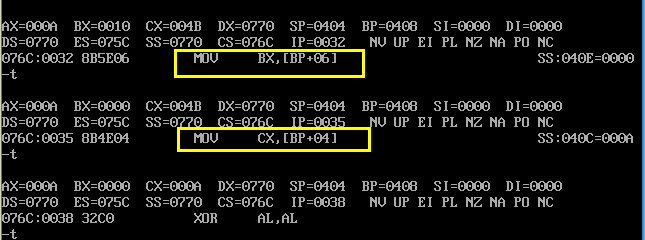 AX=000A BX=0010 CX=004B DX=0770 SP=0404 BP=0408 SI=0000 DI=0000
DS=0770 ES=075C SS=0770 CS=076C IP=0032 NV UP EI PL NZ NA PO NC
076C:0032 8B5E06 MOV BX,[BP+06] SS:040E=0000
-t
AX=000A BX=0000 CX=004B DX=0770 SP=0404 BP=0408 SI=0000 DI=0000
DS=0770 ES=075C SS=0770 CS=076C IP=0035 NV UP EI PL NZ NA PO NC
076C:0035 8B4E04 MOV CX,[BP+04] SS:040C=000A
-t
AX=000A BX=0000 CX=000A DX=0770 SP=0404 BP=0408 SI=0000 DI=0000
DS=0770 ES=075C SS=0770 CS=076C IP=0038 NV UP EI PL NZ NA PO NC
076C:0038 32C0 XOR AL,AL
-t